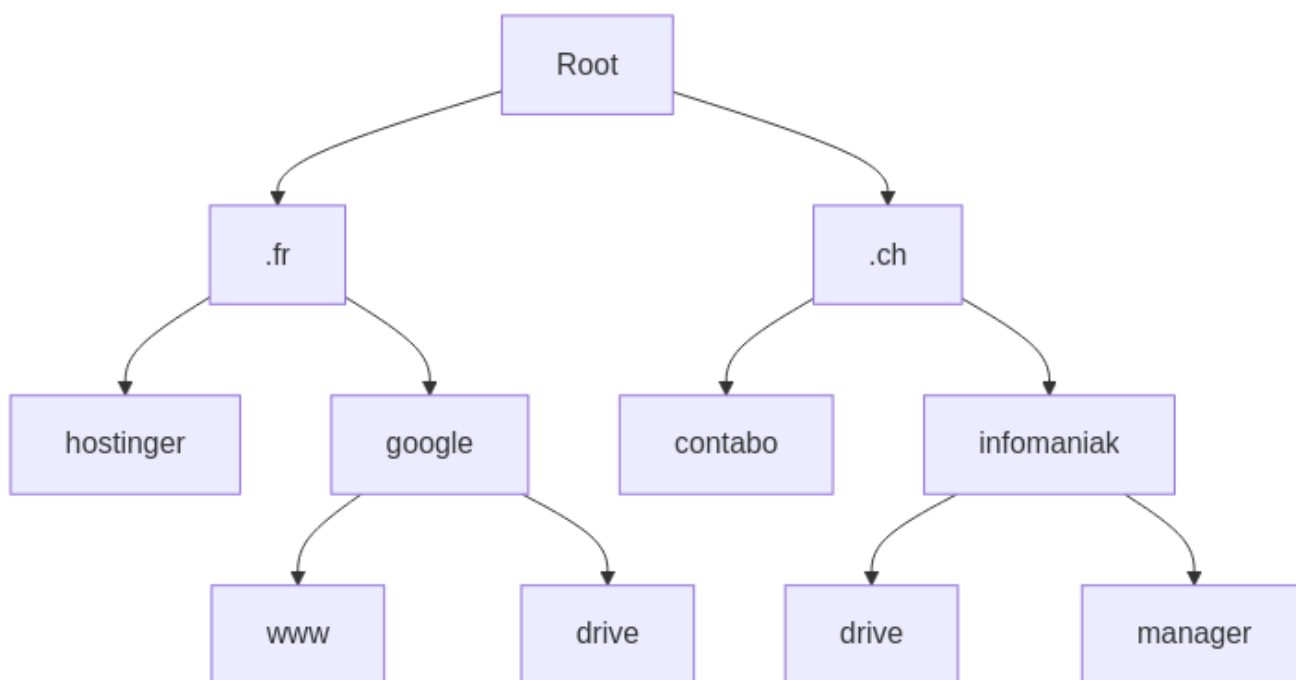 Root
.fr
.ch
hostinger
google
contabo
infomaniak
www
drive
drive
manager